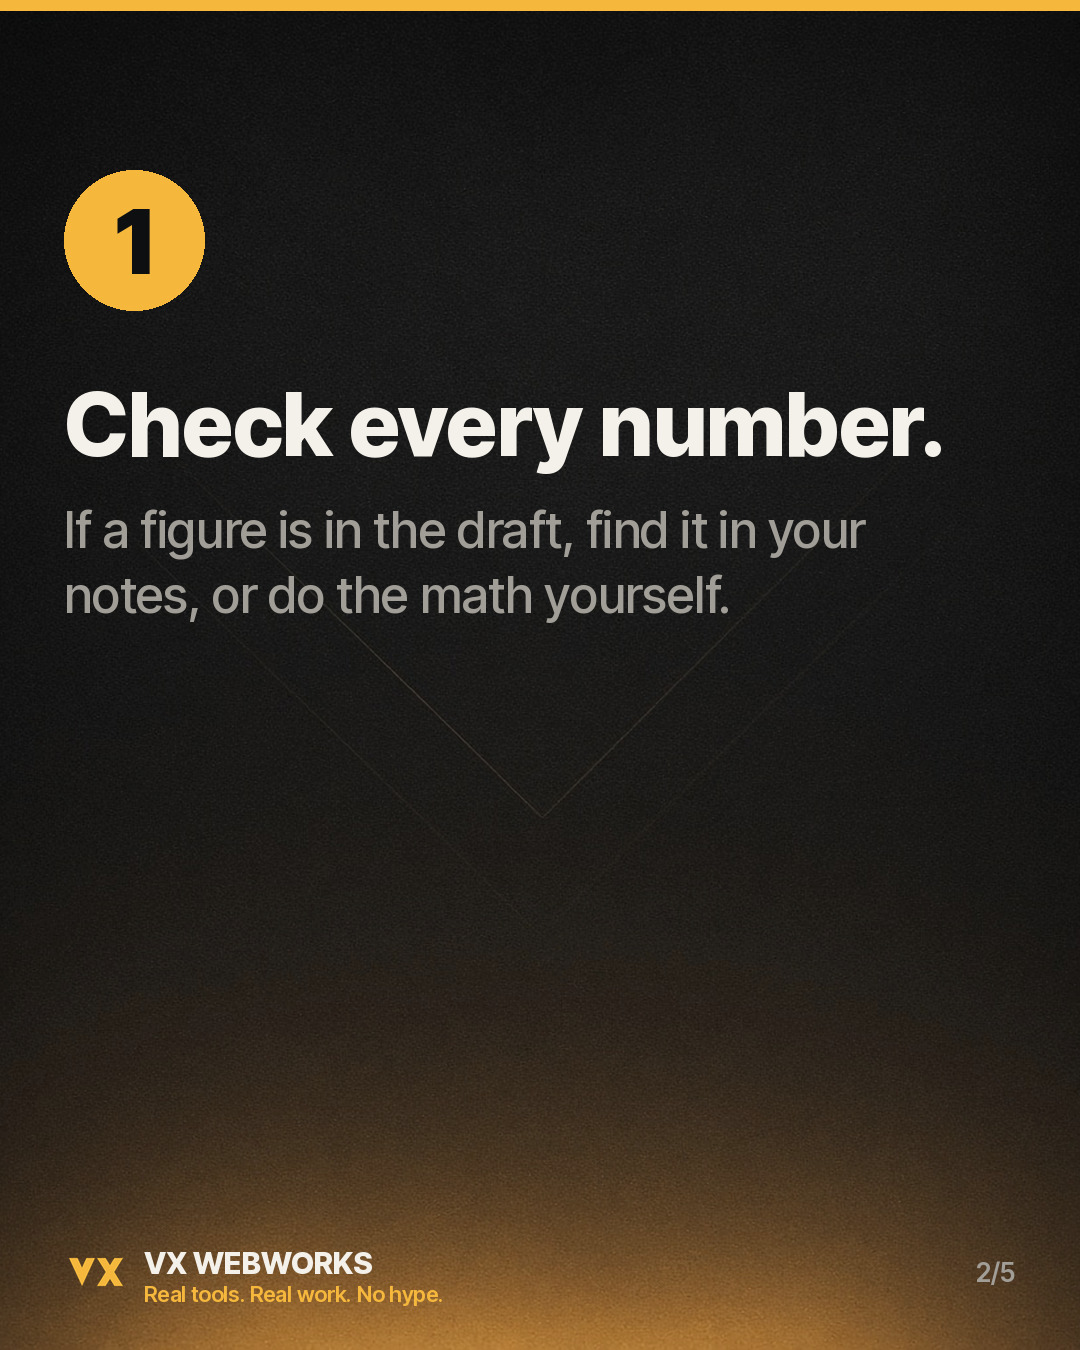 1
Check every number.
If a figure is in the draft, find it in your
notes, or do the math yourself.
VX
VX WEBWORKS
Real tools. Real work. No hype.
2/5